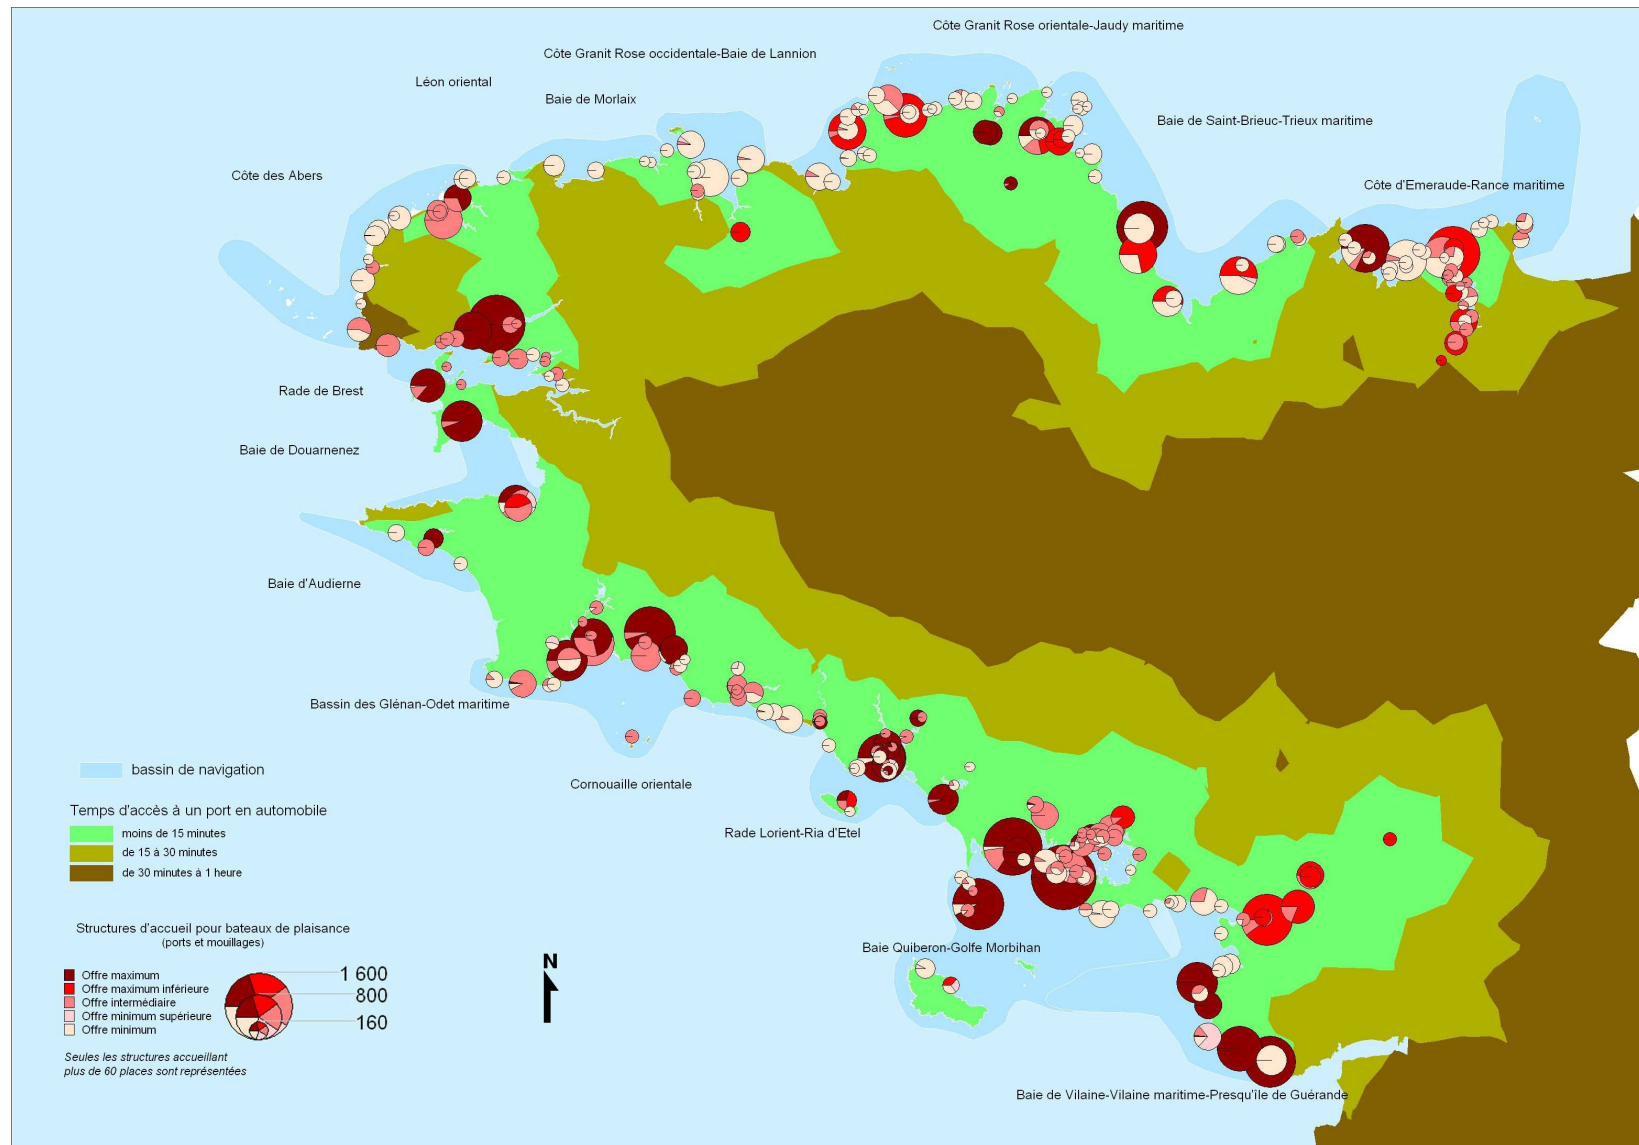 Côte Granit Rose orientale-Jaudy maritime
Côte Granit Rose occidentale-Baie de Lannion
Léon oriental
Baie de Morlaix
Baie de Saint-Brieuc-Trieux maritime
Côte des Abers
Côte d'Emeraude-Rance maritime
Rade de Brest
Baie de Douarnenez
Baie d'Audierne
Bassin des Glénan-Odet maritime
Cornouaille orientale
Rade Lorient-Ria d'Etel
Baie Quiberon-Golfe Morbihan
Baie de Vilaine-Vilaine maritime-Presqu'île de Guérande
bassin de navigation
Temps d'accès à un port en automobile
moins de 15 minutes
de 15 à 30 minutes
de 30 minutes à 1 heure
Structures d'accueil pour bateaux de plaisance
(ports et mouillages)
Offre maximum
Offre maximum inférieure
Offre intermédiaire
Offre minimum supérieure
Offre minimum
1 600
800
160
Seules les structures accueillant
plus de 60 places sont représentées
N